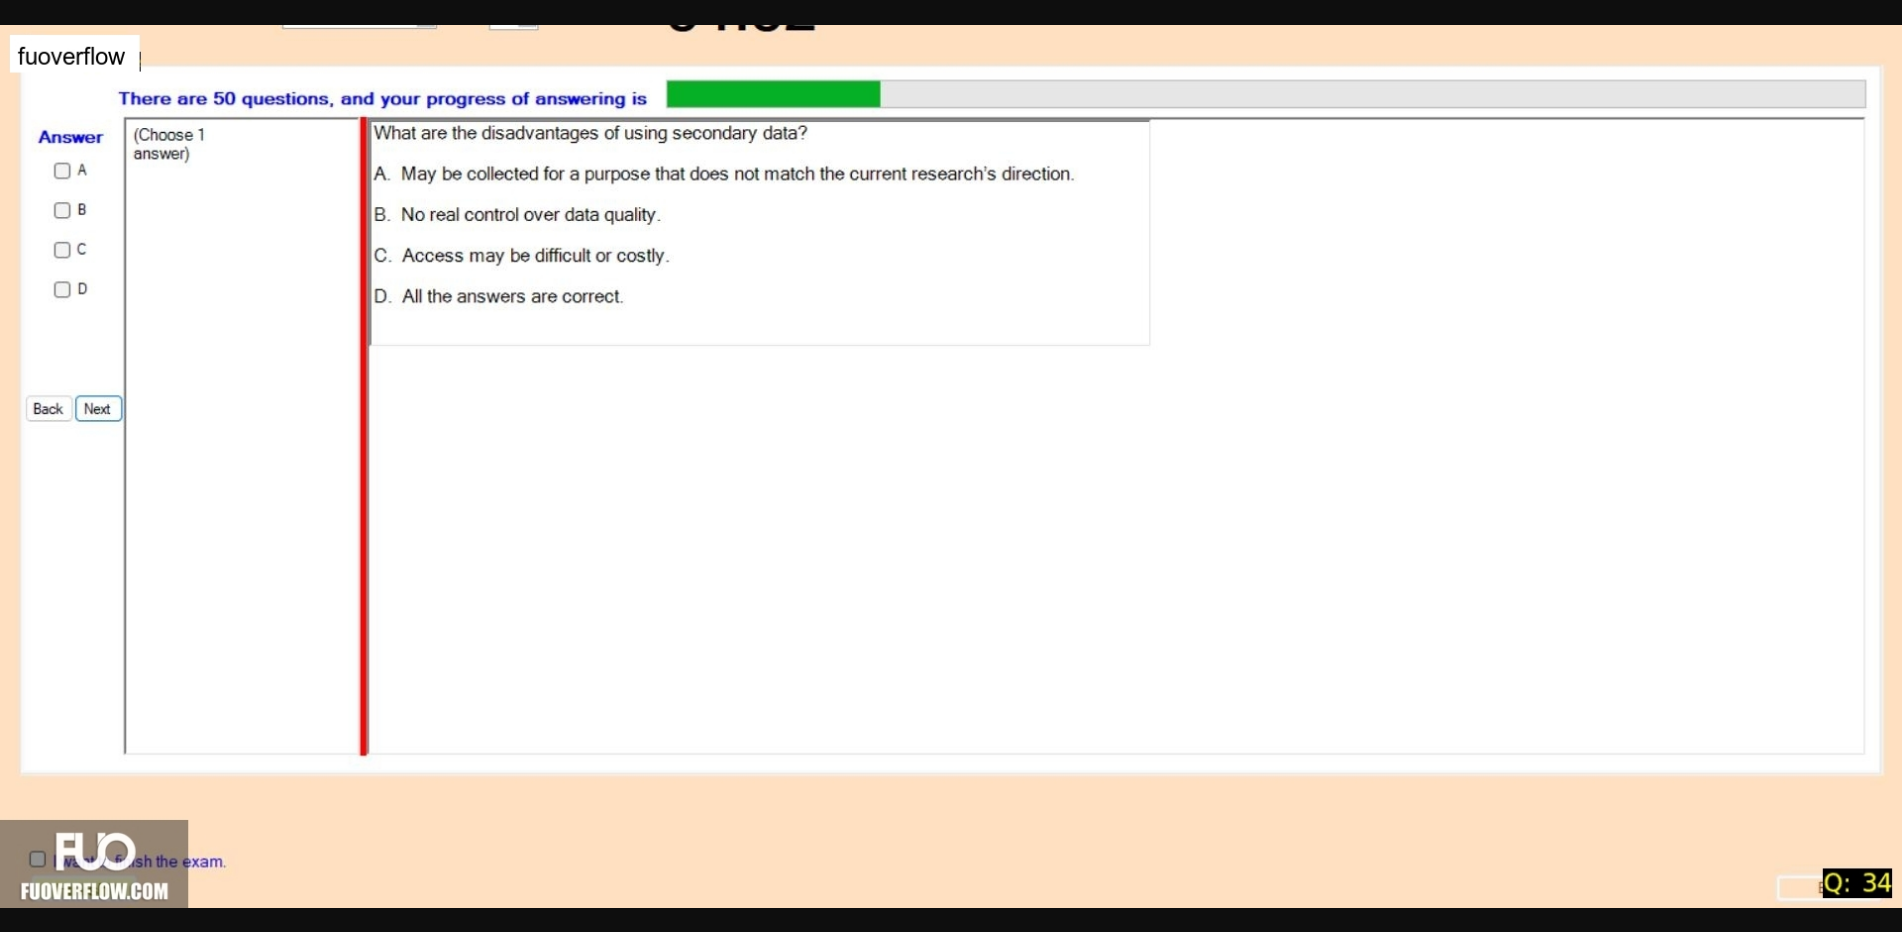 fuoverflow
There are 50 questions, and your progress of answering is
Answer
A
B
C
D
Back Next
(Choose 1
answer)
What are the disadvantages of using secondary data?
A. May be collected for a purpose that does not match the current research's direction.
B. No real control over data quality.
C. Access may be difficult or costly.
D. All the answers are correct.
FUO
the exam.
FUOVERFLOW.COM
Q: 34